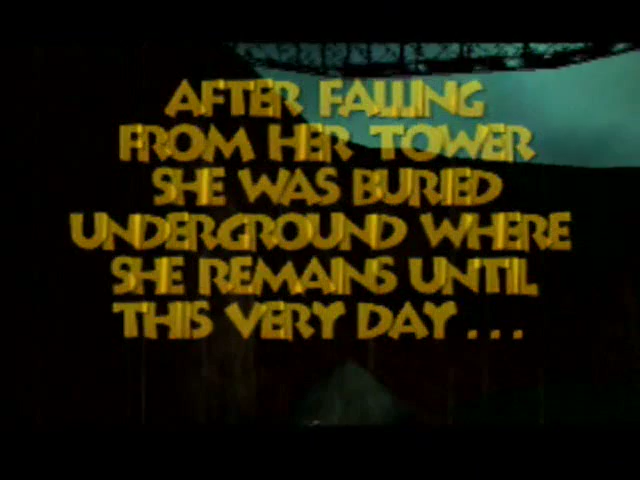 AFTER FALLING
FROM HER TOWER
SHE WAS BURIED
UNDERGROUND WHERE
SHE REMAINS UNTIL
THIS VERY DAY...